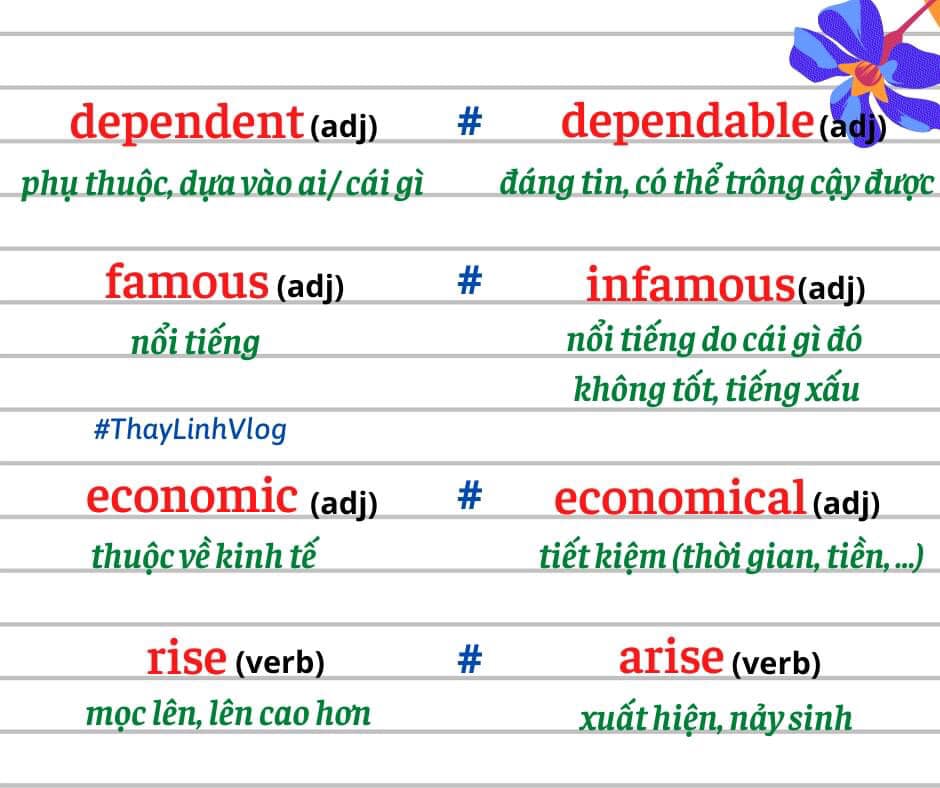 dependent (adj) # dependable (adj)
phụ thuộc, dựa vào ai/ cái gì đáng tin, có thể trông cậy được
famous (adj) # infamous (adj)
nổi tiếng nổi tiếng do cái gì đó
không tốt, tiếng xấu
#ThayLinhVlog
economic (adj) # economical (adj)
thuộc về kinh tế tiết kiệm (thời gian, tiền, ...)
rise (verb) # arise (verb)
mọc lên, lên cao hơn xuất hiện, nảy sinh